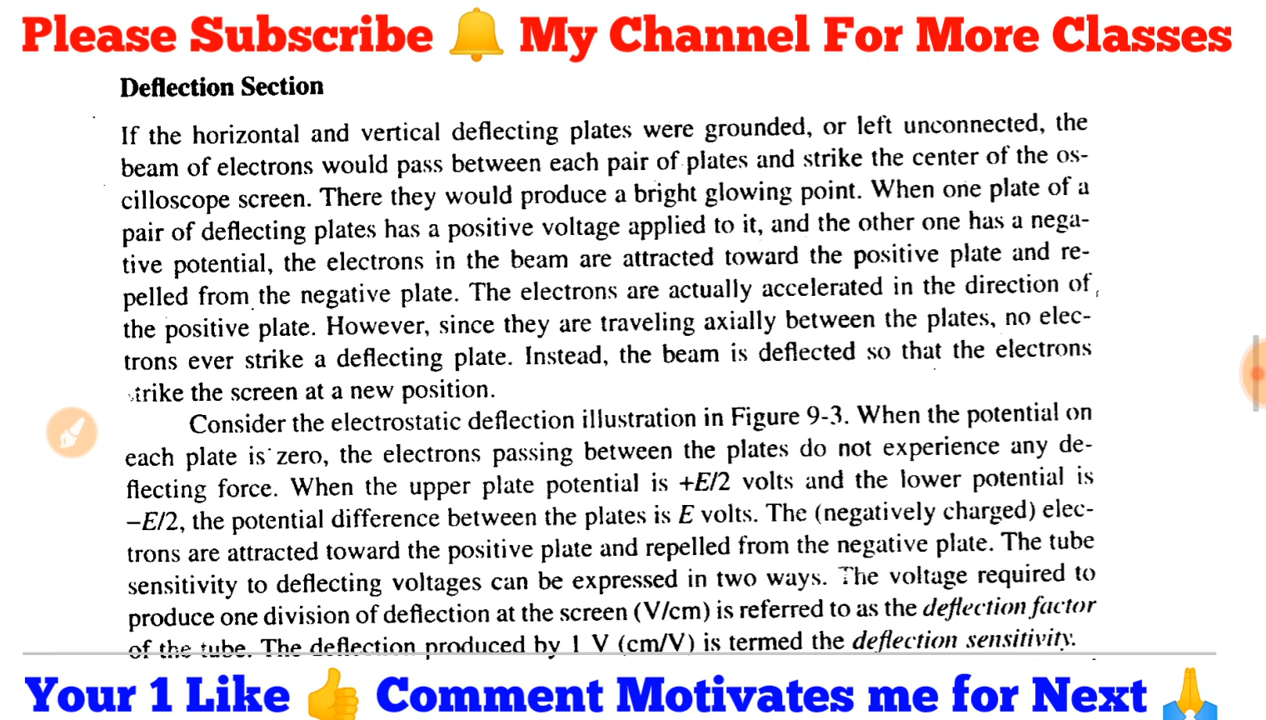 Please Subscribe 🔔 My Channel For More Classes
Deflection Section
If the horizontal and vertical deflecting plates were grounded, or left unconnected, the
beam of electrons would pass between each pair of plates and strike the center of the os-
cilloscope screen. There they would produce a bright glowing point. When one plate of a
pair of deflecting plates has a positive voltage applied to it, and the other one has a nega-
tive potential, the electrons in the beam are attracted toward the positive plate and re-
pelled from the negative plate. The electrons are actually accelerated in the direction of
the positive plate. However, since they are traveling axially between the plates, no elec-
trons ever strike a deflecting plate. Instead, the beam is deflected so that the electrons
trike the screen at a new position.
Consider the electrostatic deflection illustration in Figure 9-3. When the potential on
each plate is zero, the electrons passing between the plates do not experience any de-
flecting force. When the upper plate potential is +E/2 volts and the lower potential is
–E/2, the potential difference between the plates is E volts. The (negatively charged) elec-
trons are attracted toward the positive plate and repelled from the negative plate. The tube
sensitivity to deflecting voltages can be expressed in two ways. The voltage required to
produce one division of deflection at the screen (V/cm) is referred to as the deflection factor
of the tube. The deflection produced by 1 V (cm/V) is termed the deflection sensitivity.
Your 1 Like 👍 Comment Motivates me for Next 🙏